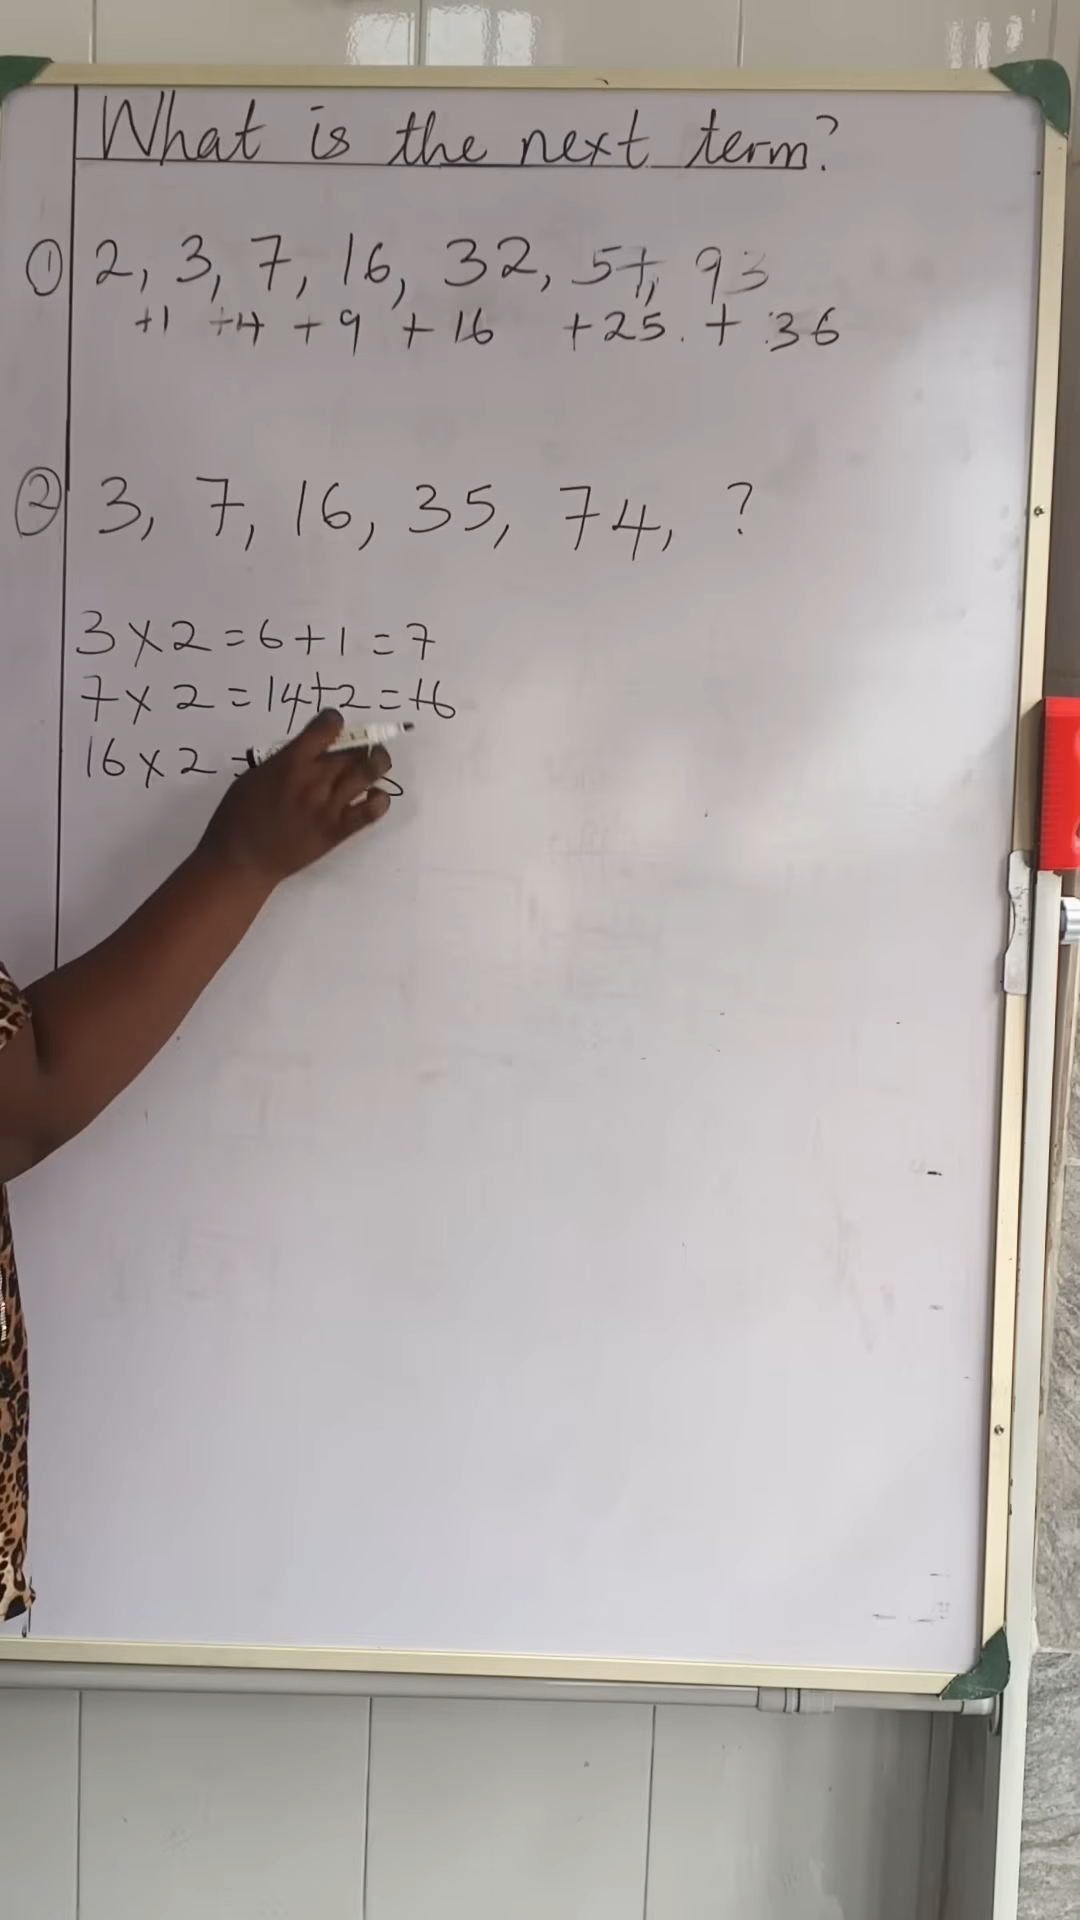 What is the next term?
① 2, 3, 7, 16, 32, 57, 93
+1 +4 +9 +16 +25 . + 36
② 3, 7, 16, 35, 74, ?
3 × 2 = 6 + 1 = 7
7 × 2 = 14 + 2 = 16
16 × 2 =